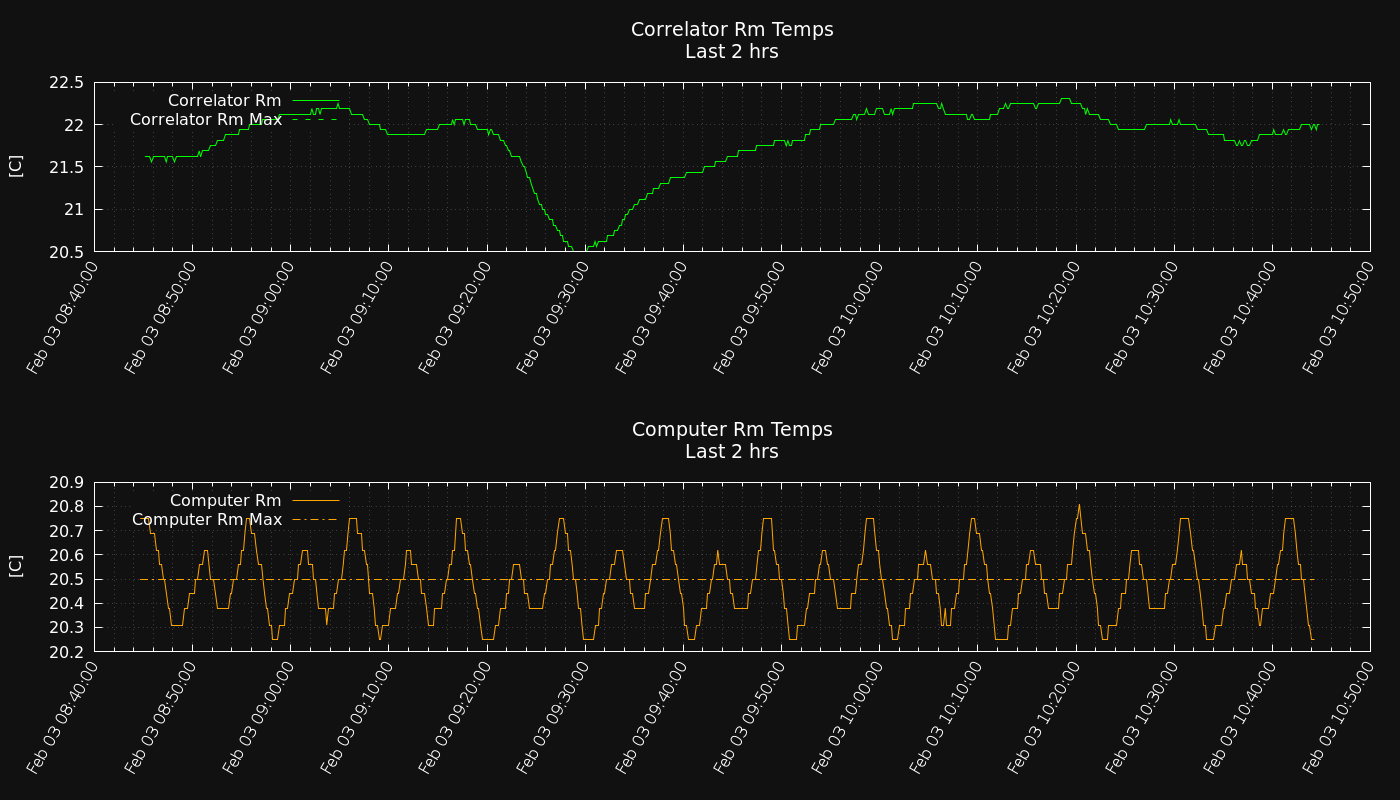 Correlator Rm Temps
Last 2 hrs
22.5
22
21.5
21
20.5
[C]
Correlator Rm
Correlator Rm Max
Feb 03 08:40:00
Feb 03 08:50:00
Feb 03 09:00:00
Feb 03 09:10:00
Feb 03 09:20:00
Feb 03 09:30:00
Feb 03 09:40:00
Feb 03 09:50:00
Feb 03 10:00:00
Feb 03 10:10:00
Feb 03 10:20:00
Feb 03 10:30:00
Feb 03 10:40:00
Feb 03 10:50:00
Computer Rm Temps
Last 2 hrs
20.9
20.8
20.7
20.6
20.5
20.4
20.3
20.2
[C]
Computer Rm
Computer Rm Max
Feb 03 08:40:00
Feb 03 08:50:00
Feb 03 09:00:00
Feb 03 09:10:00
Feb 03 09:20:00
Feb 03 09:30:00
Feb 03 09:40:00
Feb 03 09:50:00
Feb 03 10:00:00
Feb 03 10:10:00
Feb 03 10:20:00
Feb 03 10:30:00
Feb 03 10:40:00
Feb 03 10:50:00